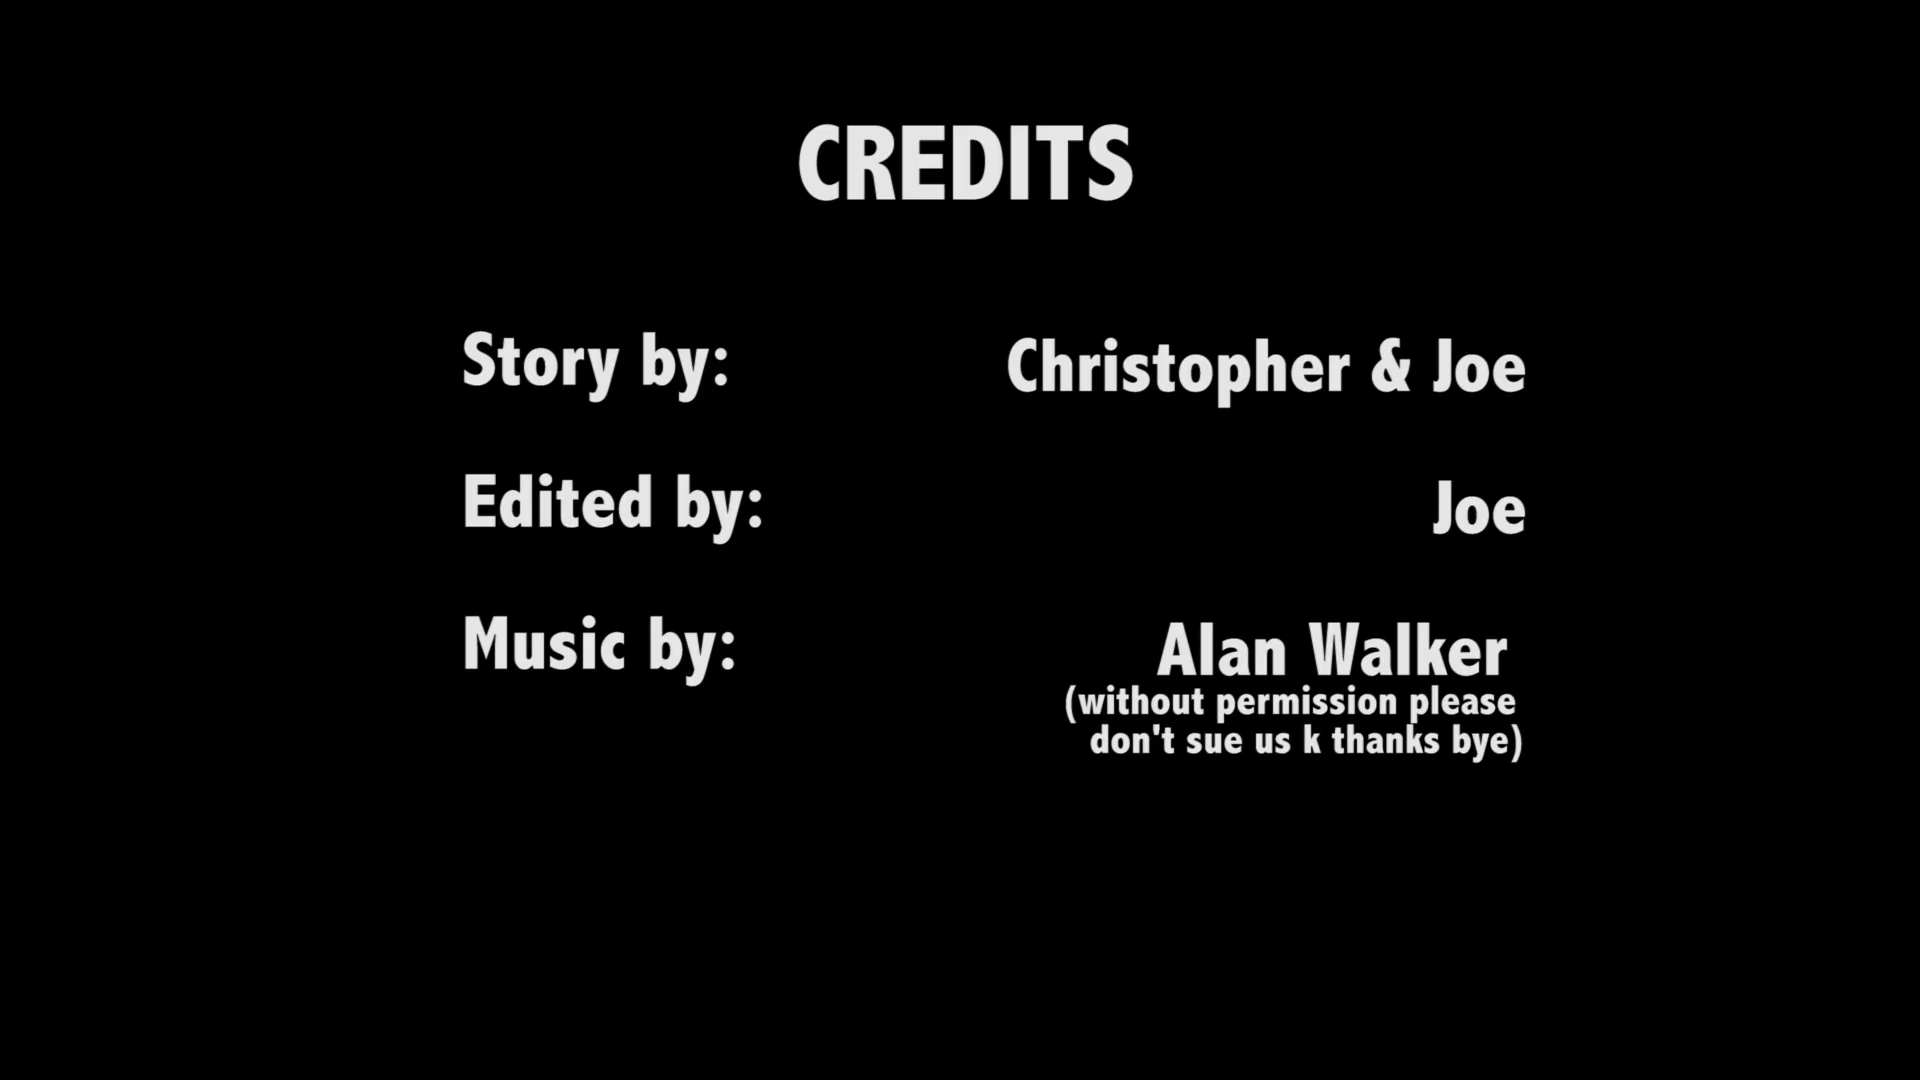 CREDITS
Story by: Christopher & Joe
Edited by: Joe
Music by: Alan Walker
(without permission please
don't sue us k thanks bye)